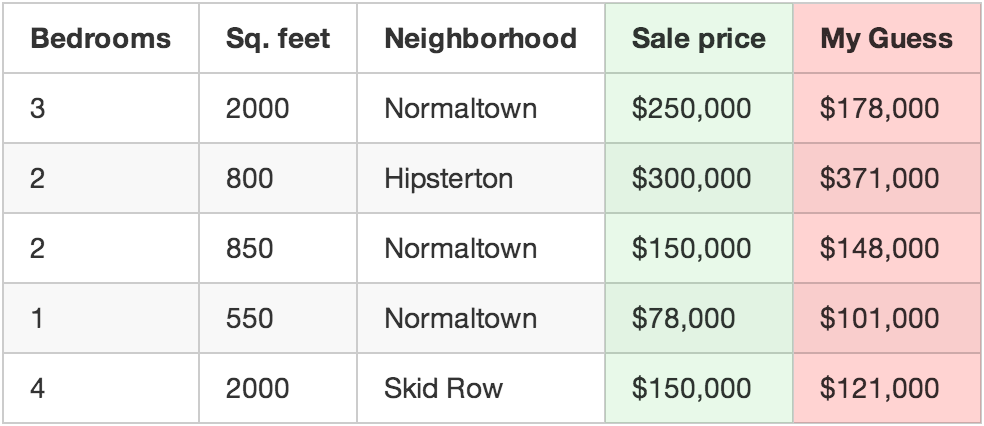 Bedrooms Sq. feet Neighborhood Sale price My Guess
3 2000 Normaltown $250,000 $178,000
2 800 Hipsterton $300,000 $371,000
2 850 Normaltown $150,000 $148,000
1 550 Normaltown $78,000 $101,000
4 2000 Skid Row $150,000 $121,000